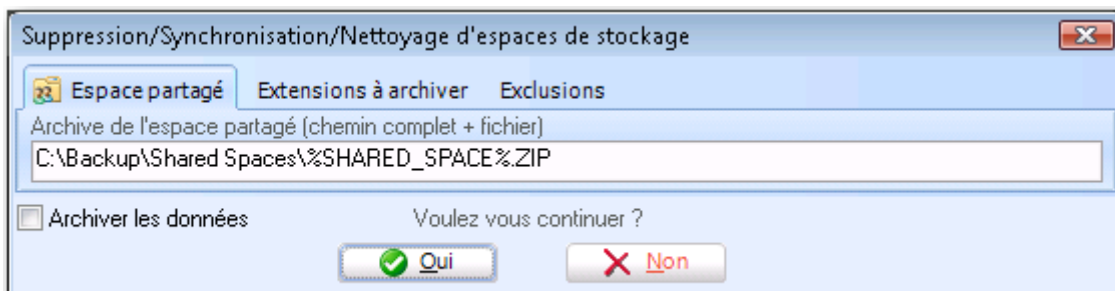 Suppression/Synchronisation/Nettoyage d'espaces de stockage
Espace partagé Extensions à archiver Exclusions
Archive de l'espace partagé (chemin complet + fichier)
C:\Backup\Shared Spaces\%SHARED_SPACE%.ZIP
Archiver les données Voulez vous continuer ?
Oui Non